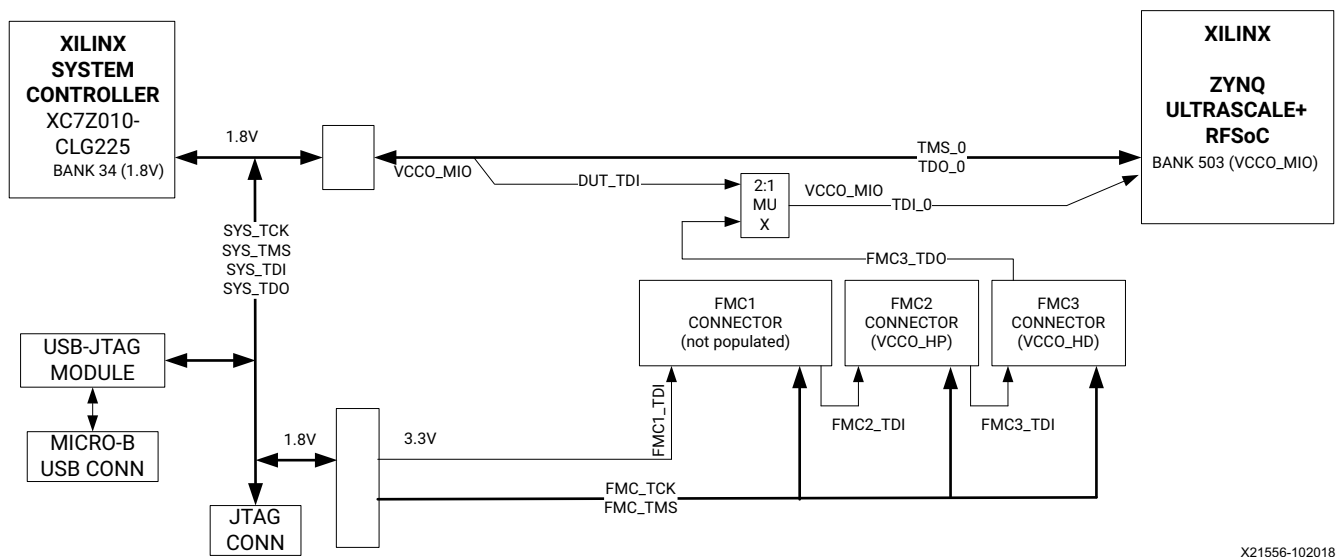 XILINX
SYSTEM
CONTROLLER
XC7Z010-
CLG225
BANK 34 (1.8V)
1.8V
VCCO_MIO
TMS_0
TDO_0
XILINX
ZYNQ
ULTRASCALE+
RFSoC
BANK 503 (VCCO_MIO)
DUT_TDI
2:1
MU
X
VCCO_MIO
TDI_0
SYS_TCK
SYS_TMS
SYS_TDI
SYS_TDO
FMC3_TDO
FMC1
CONNECTOR
(not populated)
FMC2
CONNECTOR
(VCCO_HP)
FMC3
CONNECTOR
(VCCO_HD)
USB-JTAG
MODULE
MICRO-B
USB CONN
1.8V
3.3V
FMC1_TDI
FMC2_TDI
FMC3_TDI
FMC_TCK
FMC_TMS
JTAG
CONN
X21556-102018